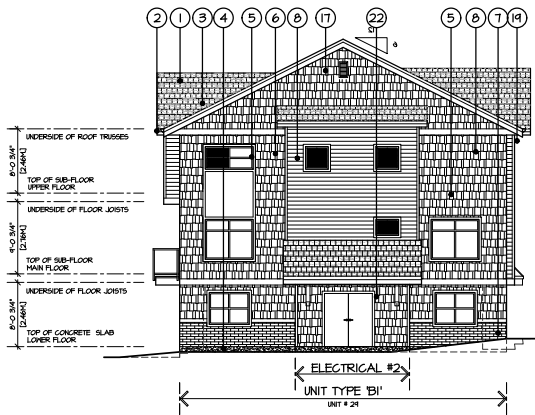 2 1 3 4 5 6 8 17 22 5 8 7 19
12
6
UNDERSIDE OF ROOF TRUSSES
8'-0 3/4"
[2.46M.]
TOP OF SUB-FLOOR
UPPER FLOOR
UNDERSIDE OF FLOOR JOISTS
9'-0 3/4"
[2.76M.]
TOP OF SUB-FLOOR
MAIN FLOOR
UNDERSIDE OF FLOOR JOISTS
8'-0 3/4"
[2.46M.]
TOP OF CONCRETE SLAB
LOWER FLOOR
ELECTRICAL #2
UNIT TYPE 'B1'
UNIT # 29